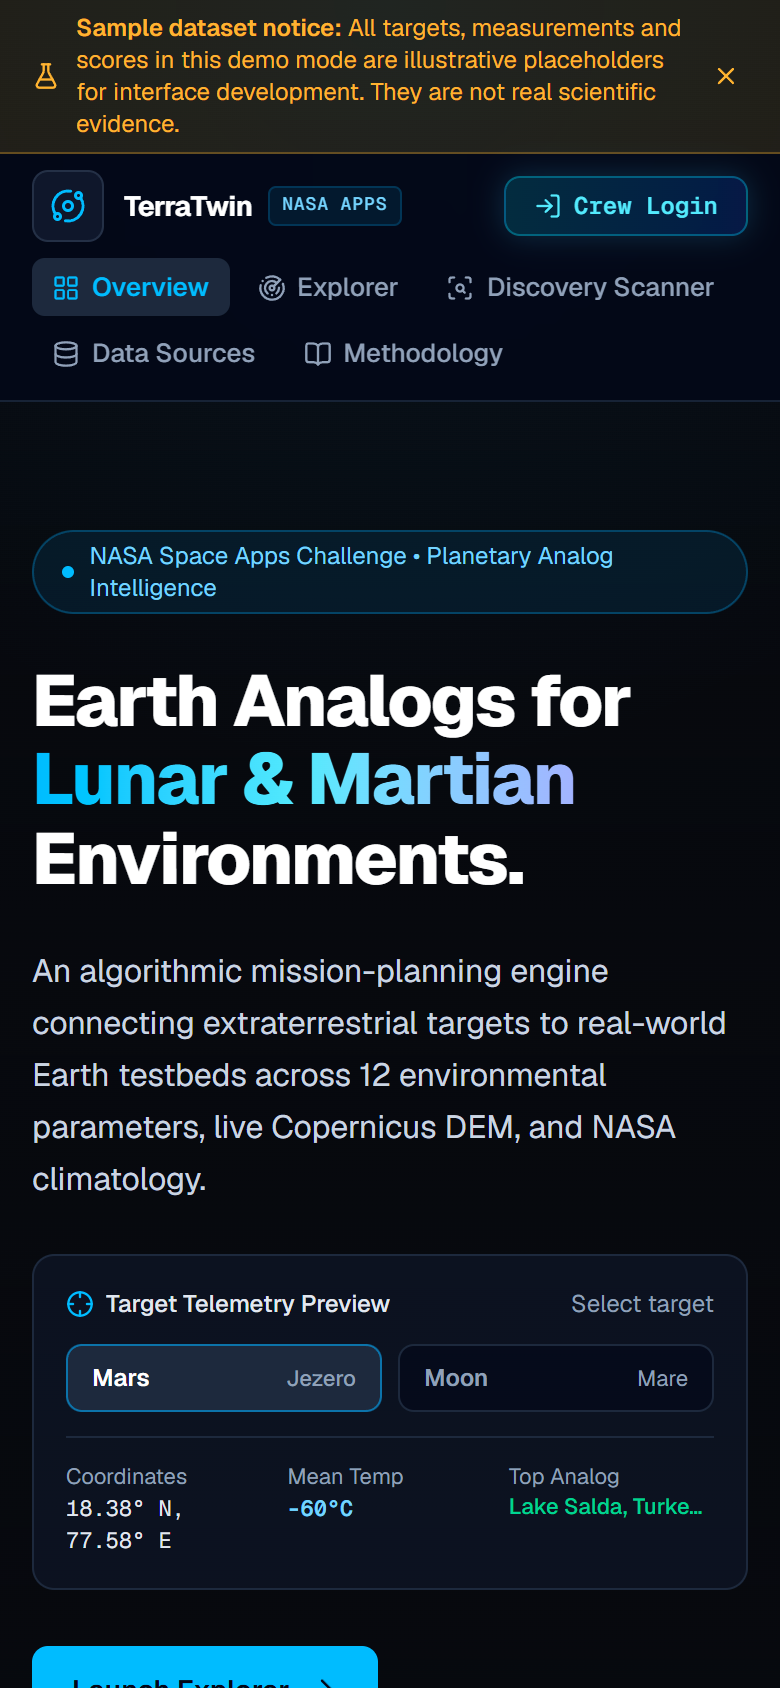 Sample dataset notice: All targets, measurements and
scores in this demo mode are illustrative placeholders
for interface development. They are not real scientific
evidence.
TerraTwin
NASA APPS
Crew Login
Overview
Explorer
Discovery Scanner
Data Sources
Methodology
NASA Space Apps Challenge • Planetary Analog
Intelligence
Earth Analogs for
Lunar & Martian
Environments.
An algorithmic mission-planning engine
connecting extraterrestrial targets to real-world
Earth testbeds across 12 environmental
parameters, live Copernicus DEM, and NASA
climatology.
Target Telemetry Preview
Select target
Mars
Jezero
Moon
Mare
Coordinates
18.38° N,
77.58° E
Mean Temp
-60°C
Top Analog
Lake Salda, Turke...
Launch Explorer